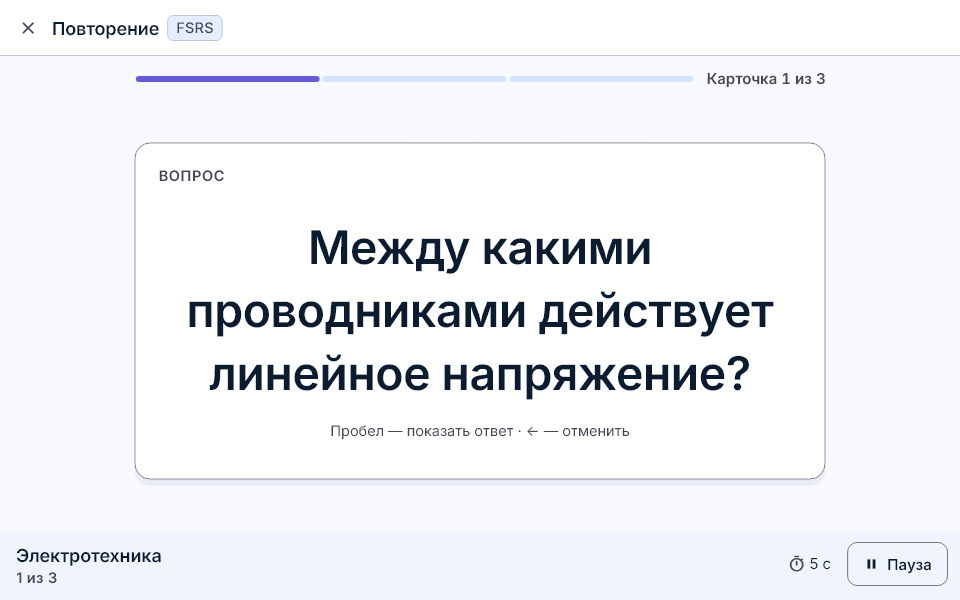 Повторение FSRS
Карточка 1 из 3
ВОПРОС
Между какими
проводниками действует
линейное напряжение?
Пробел — показать ответ · ← — отменить
Электротехника
1 из 3
5 с
Пауза